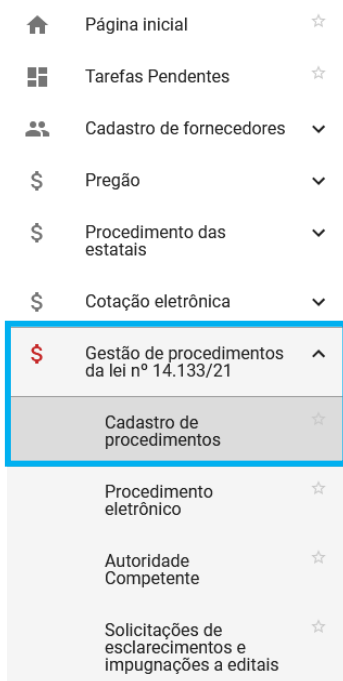 Página inicial
Tarefas Pendentes
Cadastro de fornecedores
$ Pregão
$ Procedimento das
estatais
$ Cotação eletrônica
$ Gestão de procedimentos
da lei nº 14.133/21
Cadastro de
procedimentos
Procedimento
eletrônico
Autoridade
Competente
Solicitações de
esclarecimentos e
impugnações a editais